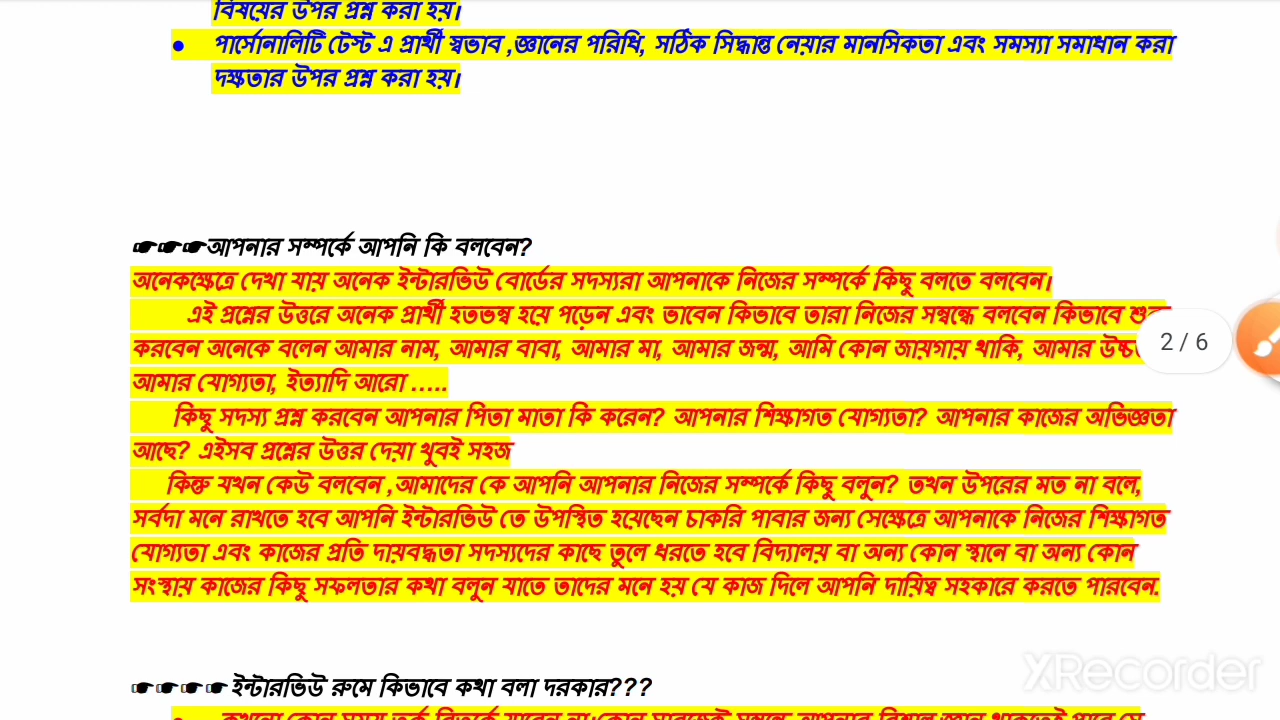 বিষয়ের উপর প্রশ্ন করা হয়।
● পার্সোনালিটি টেস্ট এ প্রার্থী স্বভাব ,জ্ঞানের পরিধি, সঠিক সিদ্ধান্ত নেয়ার মানসিকতা এবং সমস্যা সমাধান করা
দক্ষতার উপর প্রশ্ন করা হয়।
☛☛☛আপনার সম্পর্কে আপনি কি বলবেন?
অনেকক্ষেত্রে দেখা যায় অনেক ইন্টারভিউ বোর্ডের সদস্যরা আপনাকে নিজের সম্পর্কে কিছু বলতে বলবেন।
এই প্রশ্নের উত্তরে অনেক প্রার্থী হতভম্ব হয়ে পড়েন এবং ভাবেন কিভাবে তারা নিজের সম্বন্ধে বলবেন কিভাবে
করবেন অনেকে বলেন আমার নাম, আমার বাবা, আমার মা, আমার জন্ম, আমি কোন জায়গায় থাকি, আমার
2 / 6
আমার যোগ্যতা, ইত্যাদি আরো .....
কিছু সদস্য প্রশ্ন করবেন আপনার পিতা মাতা কি করেন? আপনার শিক্ষাগত যোগ্যতা? আপনার কাজের অভিজ্ঞতা
আছে? এইসব প্রশ্নের উত্তর দেয়া খুবই সহজ
কিন্তু যখন কেউ বলবেন ,আমাদের কে আপনি আপনার নিজের সম্পর্কে কিছু বলুন? তখন উপরের মত না বলে,
সর্বদা মনে রাখতে হবে আপনি ইন্টারভিউ তে উপস্থিত হয়েছেন চাকরি পাবার জন্য সেক্ষেত্রে আপনাকে নিজের শিক্ষাগত
যোগ্যতা এবং কাজের প্রতি দায়বদ্ধতা সদস্যদের কাছে তুলে ধরতে হবে বিদ্যালয় বা অন্য কোন স্থানে বা অন্য কোন
সংস্থায় কাজের কিছু সফলতার কথা বলুন যাতে তাদের মনে হয় যে কাজ দিলে আপনি দায়িত্ব সহকারে করতে পারবেন.
☛☛☛☛ইন্টারভিউ রুমে কিভাবে কথা বলা দরকার???
XRecorder